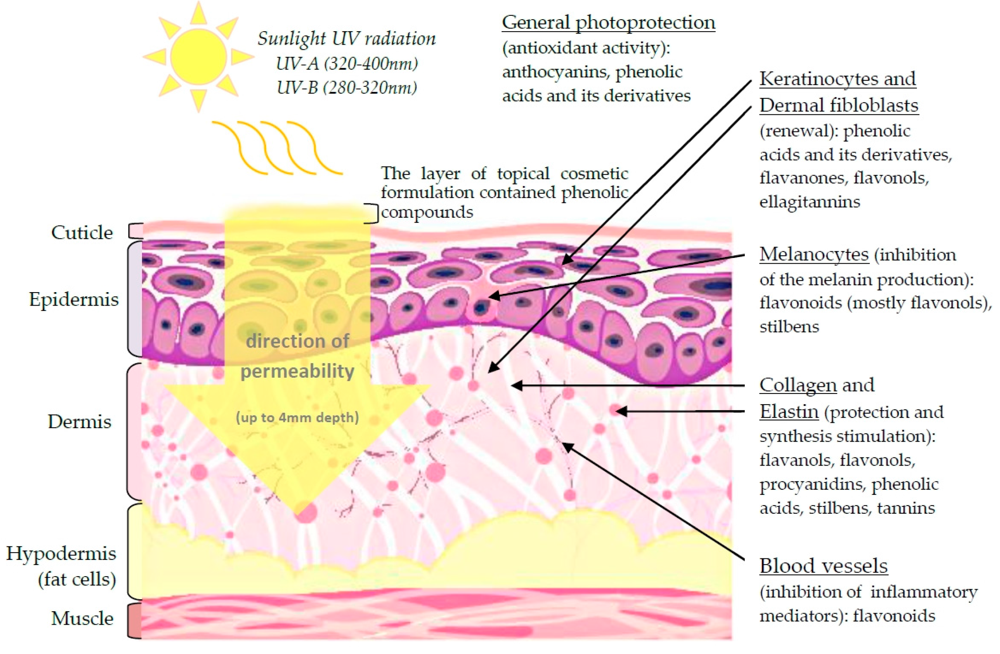 Sunlight UV radiation
UV-A (320-400nm)
UV-B (280-320nm)
General photoprotection
(antioxidant activity):
anthocyanins, phenolic
acids and its derivatives
Keratinocytes and
Dermal fibloblasts
(renewal): phenolic
acids and its derivatives,
flavanones, flavonols,
ellagitannins
The layer of topical cosmetic
formulation contained phenolic
compounds
Cuticle
Epidermis
Dermis
Hypodermis
(fat cells)
Muscle
direction of
permeability
(up to 4mm depth)
Melanocytes (inhibition
of the melanin production):
flavonoids (mostly flavonols),
stilbens
Collagen and
Elastin (protection and
synthesis stimulation):
flavanols, flavonols,
procyanidins, phenolic
acids, stilbens, tannins
Blood vessels
(inhibition of inflammatory
mediators): flavonoids